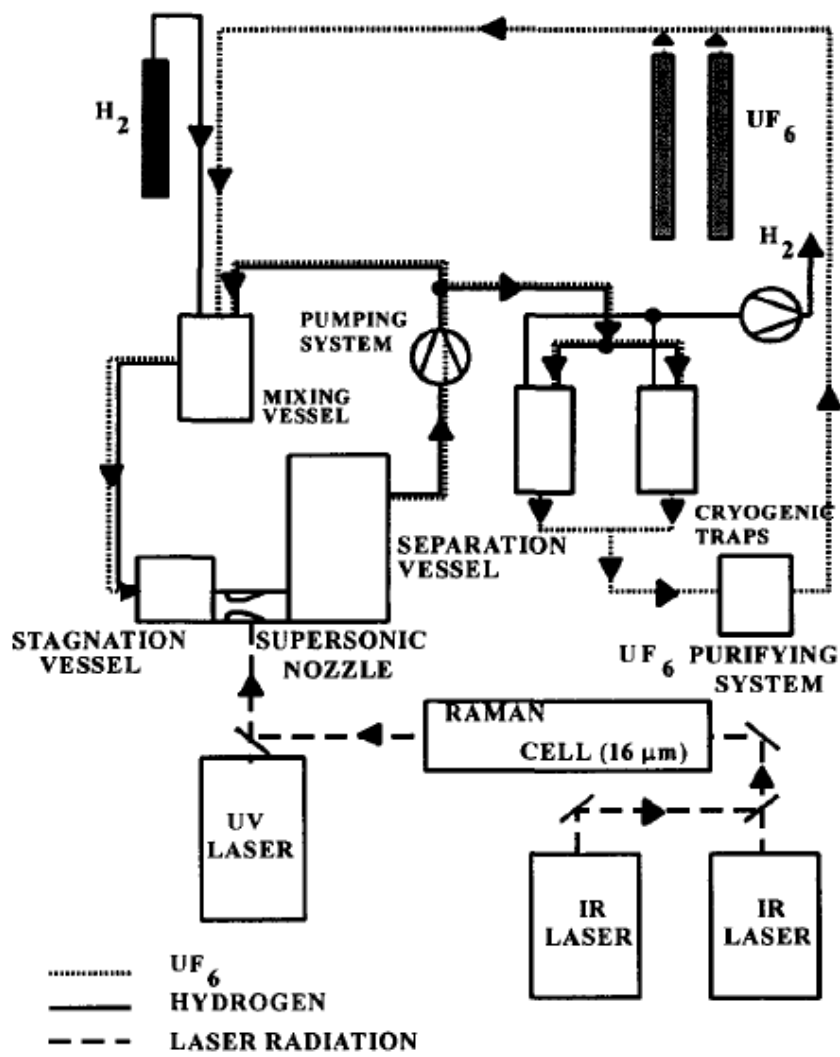 H2
UF6
H2
PUMPING
SYSTEM
MIXING
VESSEL
CRYOGENIC
TRAPS
SEPARATION
VESSEL
STAGNATION
VESSEL
SUPERSONIC
NOZZLE
UF6 PURIFYING
SYSTEM
RAMAN
CELL (16 µm)
UV
LASER
IR
LASER
IR
LASER
UF6
HYDROGEN
LASER RADIATION